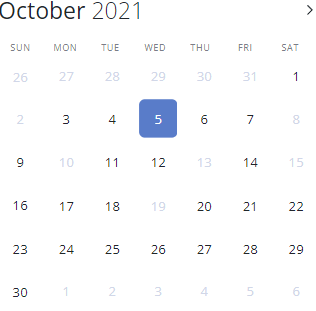 October 2021
SUN MON TUE WED THU FRI SAT
26 27 28 29 30 31 1
2 3 4 5 6 7 8
9 10 11 12 13 14 15
16 17 18 19 20 21 22
23 24 25 26 27 28 29
30 1 2 3 4 5 6